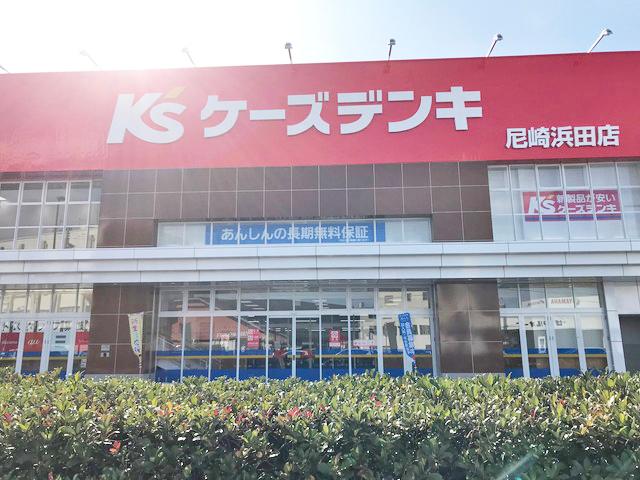 K's ケーズデンキ
尼崎浜田店
K's 新製品が安い
ケーズデンキ
あんしんの長期無料保証
au